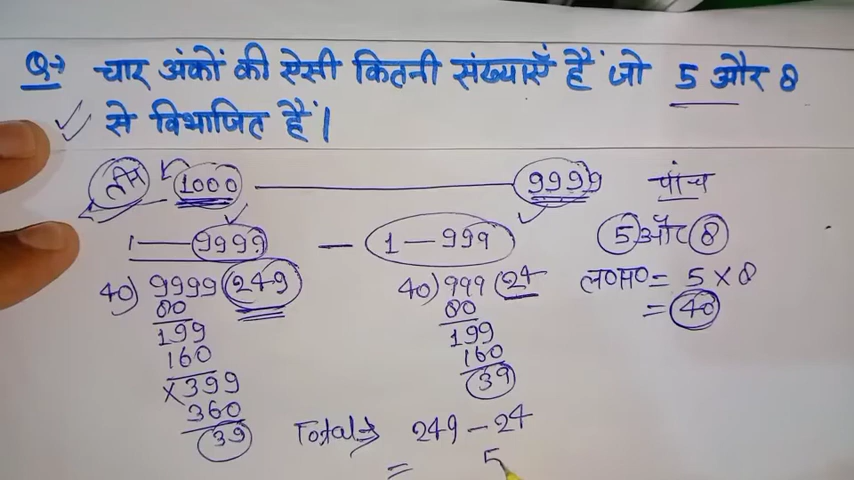 Q→ चार अंकों की ऐसी कितनी संख्याएँ हैं जो 5 और 8
से विभाजित हैं।
तीन 1000 — 9999 पांच
1 — 9999 — 1 — 999 5 और 8
40) 9999 (249 40) 999 (24 ल०स० = 5 × 8
80 80 = 40
199 199
160 160
×399 39
360
39 Total → 249 – 24
= 5